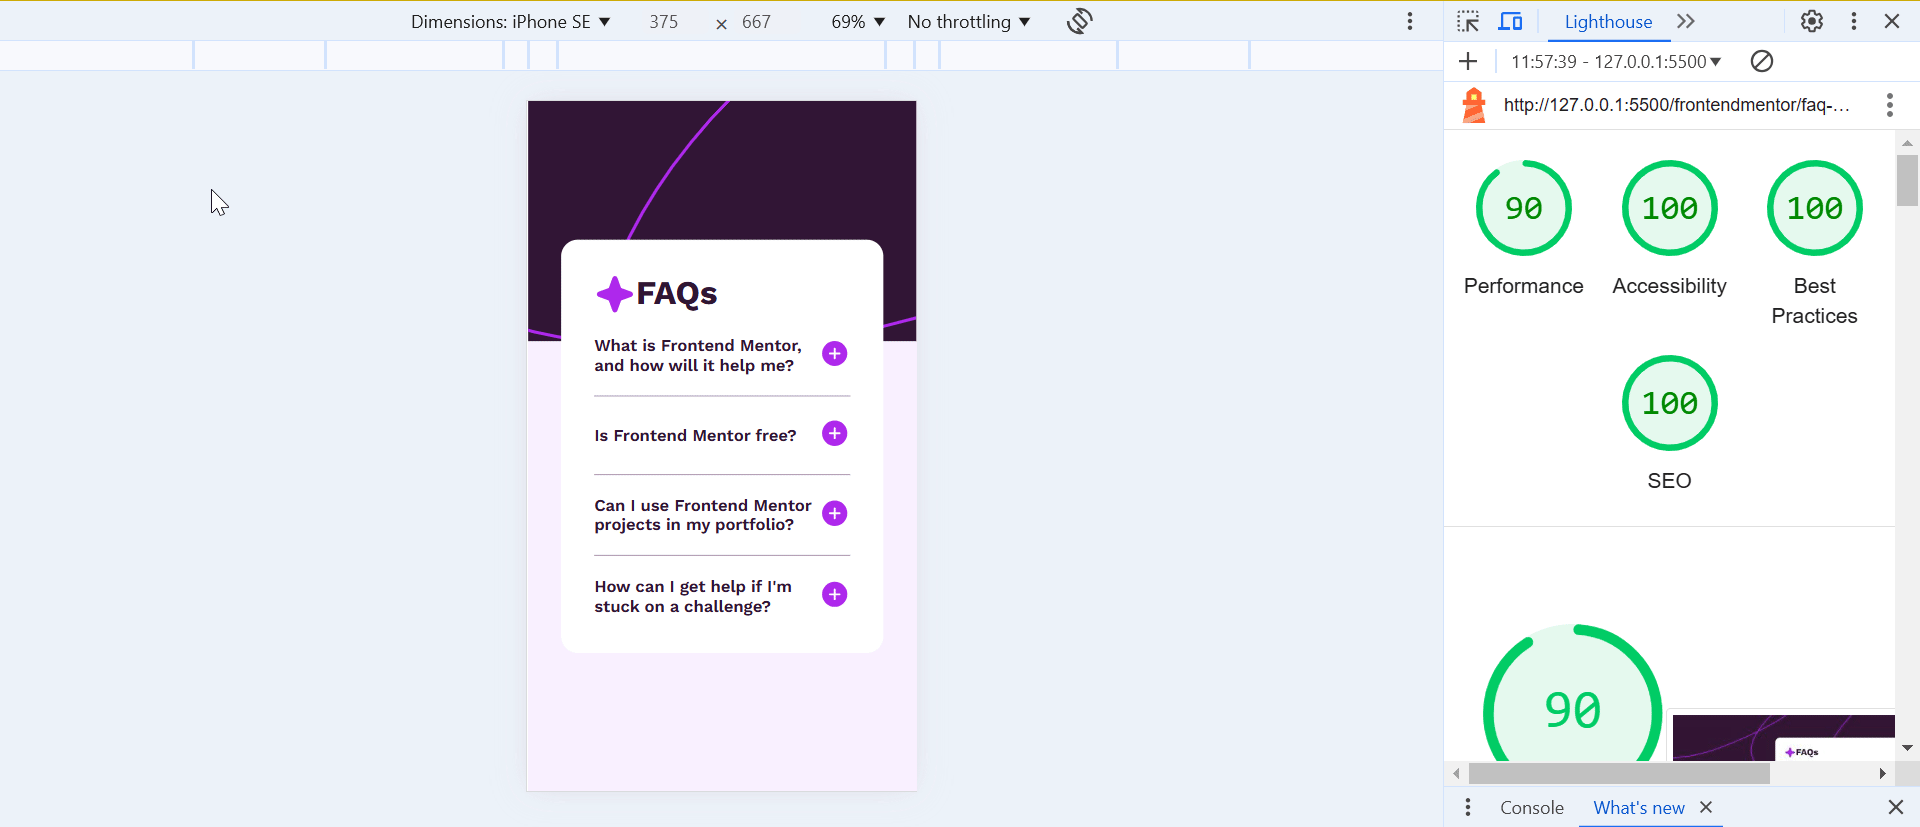 Dimensions: iPhone SE ▼ 375 × 667 69% ▼ No throttling ▼
Lighthouse
11:57:39 - 127.0.0.1:5500 ▼
http://127.0.0.1:5500/frontendmentor/faq-...
90 100 100
Performance Accessibility Best
Practices
100
SEO
90
FAQs
FAQs
What is Frontend Mentor,
and how will it help me?
Is Frontend Mentor free?
Can I use Frontend Mentor
projects in my portfolio?
How can I get help if I'm
stuck on a challenge?
Console What's new